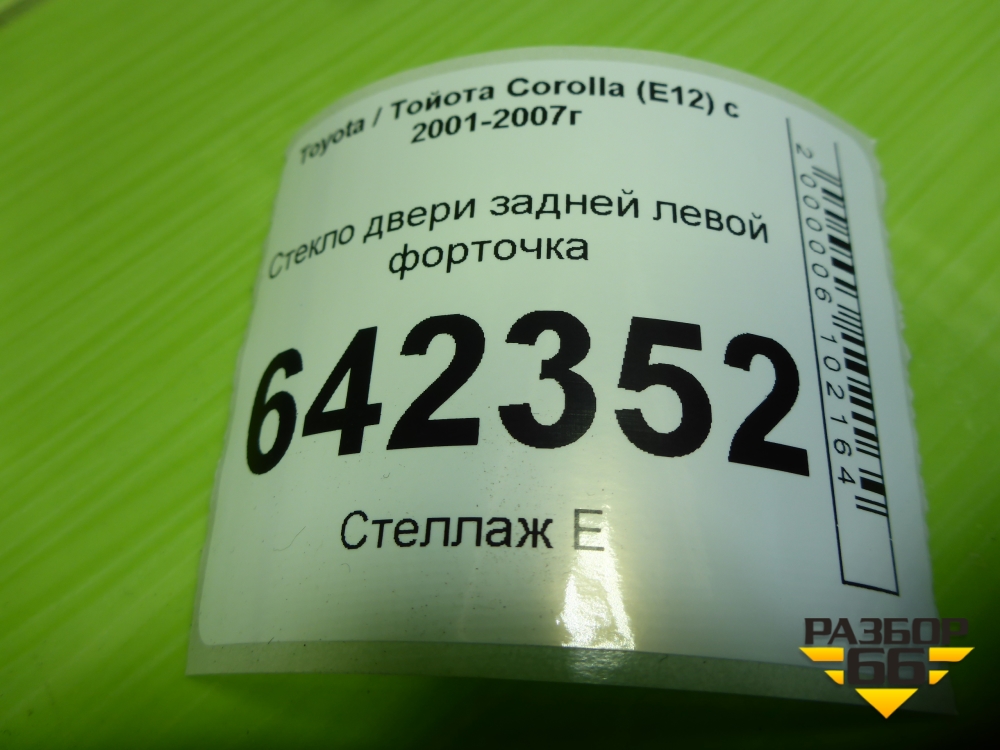 Toyota / Тойота Corolla (E12) с
2001-2007г
Стекло двери задней левой
форточка
642352
Стеллаж Е
2000006102164
РАЗБОР
66